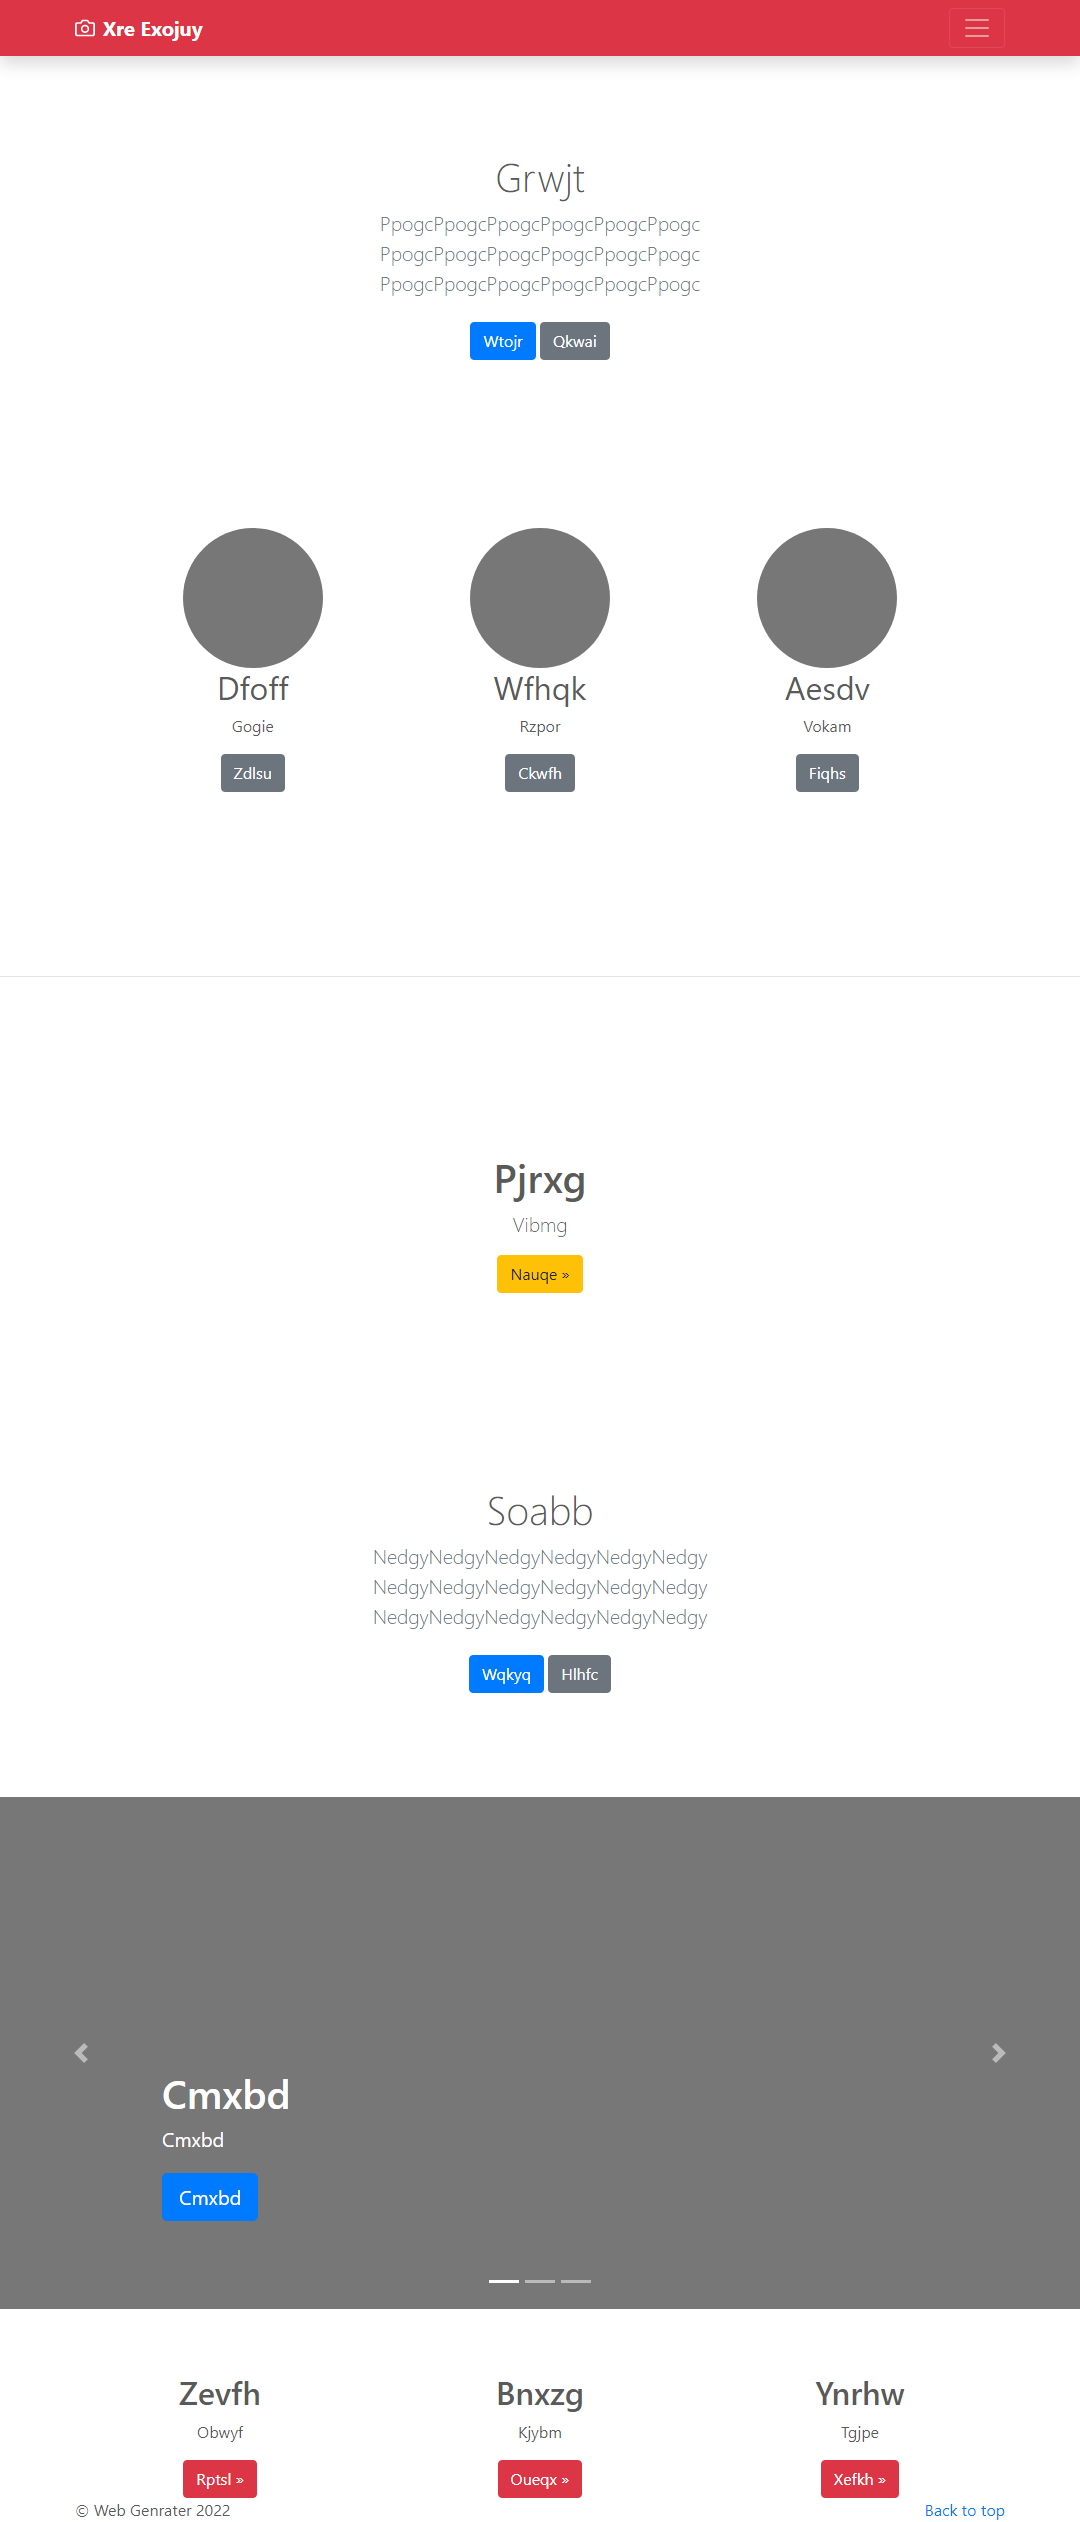 Xre Exojuy
Grwjt
PpogcPpogcPpogcPpogcPpogcPpogc
PpogcPpogcPpogcPpogcPpogcPpogc
PpogcPpogcPpogcPpogcPpogcPpogc
Wtojr Qkwai
Dfoff Wfhqk Aesdv
Gogie Rzpor Vokam
Zdlsu Ckwfh Fiqhs
Pjrxg
Vibmg
Nauqe »
Soabb
NedgyNedgyNedgyNedgyNedgyNedgy
NedgyNedgyNedgyNedgyNedgyNedgy
NedgyNedgyNedgyNedgyNedgyNedgy
Wqkyq Hlhfc
Cmxbd
Cmxbd
Cmxbd
Zevfh Bnxzg Ynrhw
Obwyf Kjybm Tgjpe
Rptsl » Oueqx » Xefkh »
© Web Genrater 2022 Back to top